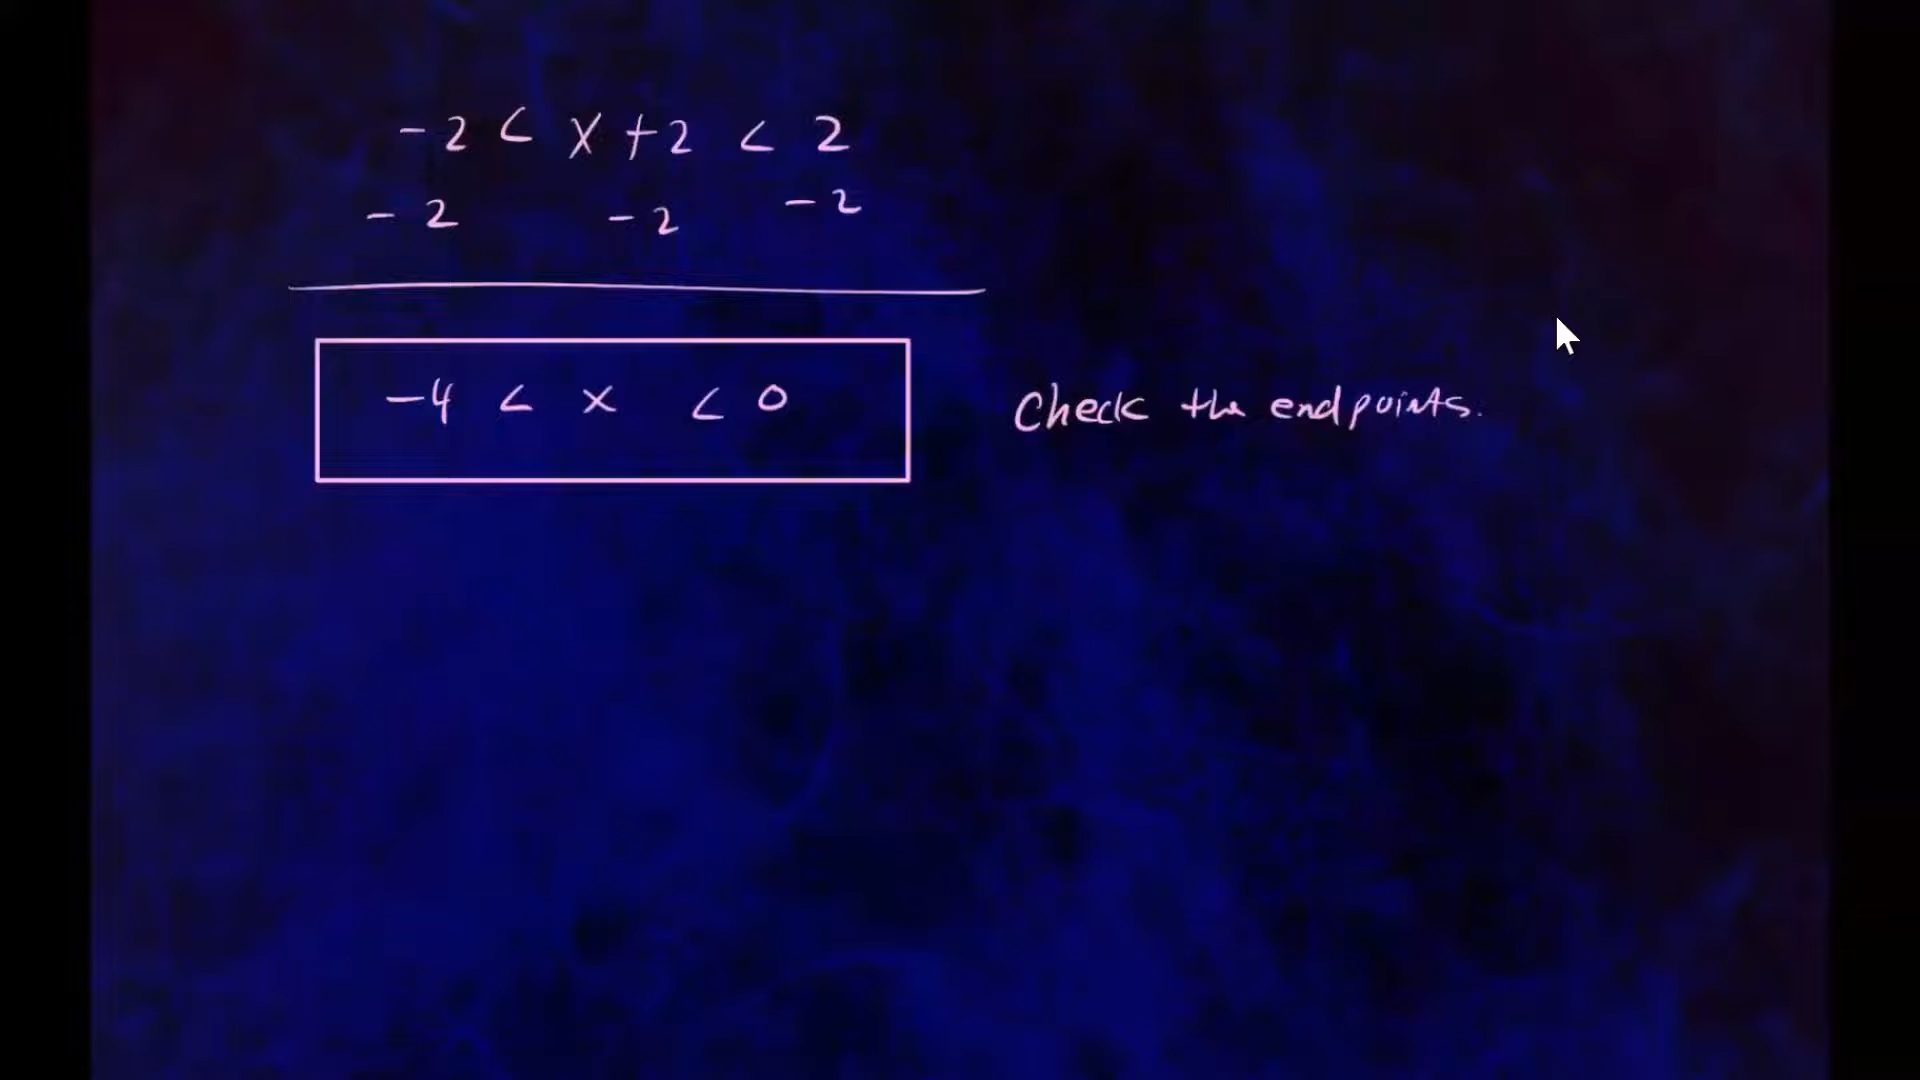 -2 < x + 2 < 2
- 2 - 2 - 2
-4 < x < 0
Check the endpoints.